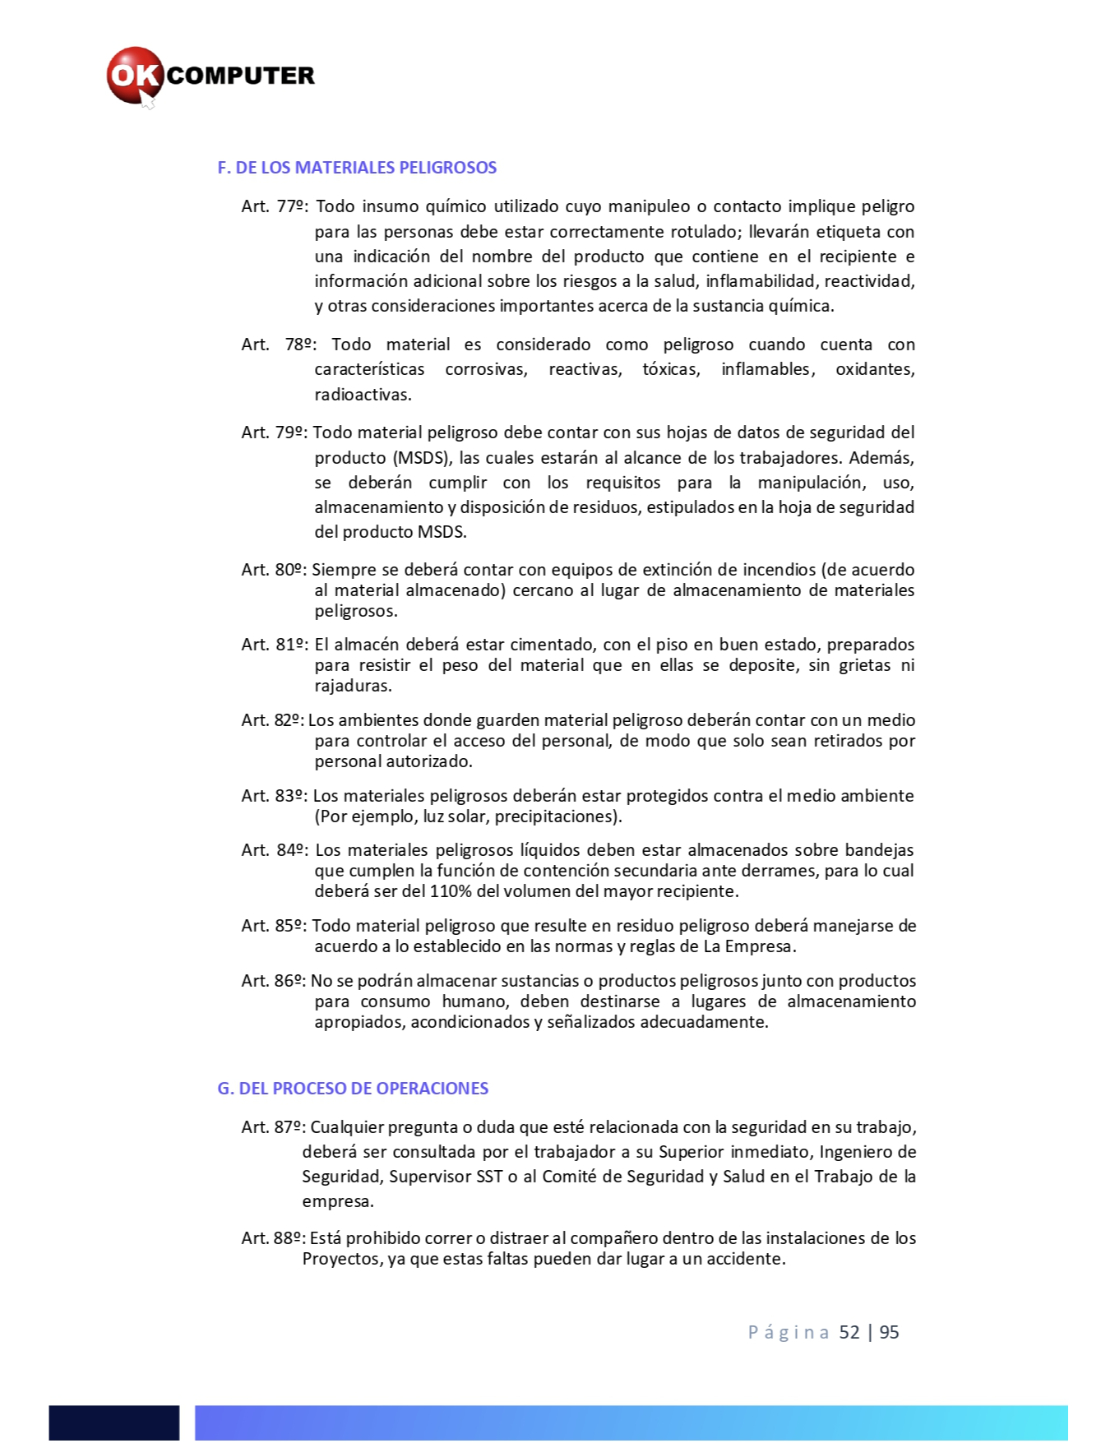 OK COMPUTER
F. DE LOS MATERIALES PELIGROSOS
Art. 77º: Todo insumo químico utilizado cuyo manipuleo o contacto implique peligro
para las personas debe estar correctamente rotulado; llevarán etiqueta con
una indicación del nombre del producto que contiene en el recipiente e
información adicional sobre los riesgos a la salud, inflamabilidad, reactividad,
y otras consideraciones importantes acerca de la sustancia química.
Art. 78º: Todo material es considerado como peligroso cuando cuenta con
características corrosivas, reactivas, tóxicas, inflamables, oxidantes,
radioactivas.
Art. 79º: Todo material peligroso debe contar con sus hojas de datos de seguridad del
producto (MSDS), las cuales estarán al alcance de los trabajadores. Además,
se deberán cumplir con los requisitos para la manipulación, uso,
almacenamiento y disposición de residuos, estipulados en la hoja de seguridad
del producto MSDS.
Art. 80º: Siempre se deberá contar con equipos de extinción de incendios (de acuerdo
al material almacenado) cercano al lugar de almacenamiento de materiales
peligrosos.
Art. 81º: El almacén deberá estar cimentado, con el piso en buen estado, preparados
para resistir el peso del material que en ellas se deposite, sin grietas ni
rajaduras.
Art. 82º: Los ambientes donde guarden material peligroso deberán contar con un medio
para controlar el acceso del personal, de modo que solo sean retirados por
personal autorizado.
Art. 83º: Los materiales peligrosos deberán estar protegidos contra el medio ambiente
(Por ejemplo, luz solar, precipitaciones).
Art. 84º: Los materiales peligrosos líquidos deben estar almacenados sobre bandejas
que cumplen la función de contención secundaria ante derrames, para lo cual
deberá ser del 110% del volumen del mayor recipiente.
Art. 85º: Todo material peligroso que resulte en residuo peligroso deberá manejarse de
acuerdo a lo establecido en las normas y reglas de La Empresa.
Art. 86º: No se podrán almacenar sustancias o productos peligrosos junto con productos
para consumo humano, deben destinarse a lugares de almacenamiento
apropiados, acondicionados y señalizados adecuadamente.
G. DEL PROCESO DE OPERACIONES
Art. 87º: Cualquier pregunta o duda que esté relacionada con la seguridad en su trabajo,
deberá ser consultada por el trabajador a su Superior inmediato, Ingeniero de
Seguridad, Supervisor SST o al Comité de Seguridad y Salud en el Trabajo de la
empresa.
Art. 88º: Está prohibido correr o distraer al compañero dentro de las instalaciones de los
Proyectos, ya que estas faltas pueden dar lugar a un accidente.
Página 52 | 95